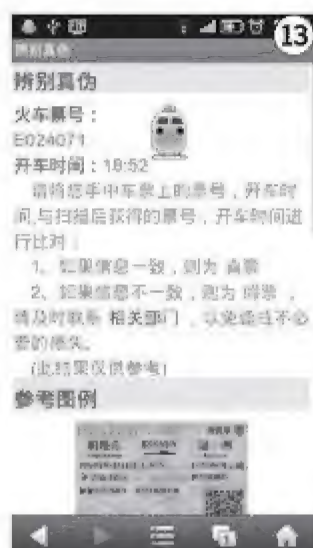 13
辨别真伪
辨别真伪
火车票号：
E024071
开车时间：18:52
请将您手中车票上的票号，开车时
间,与扫描后获得的票号，开车时间进
行比对：
1、如果信息一致，则为 真票
2、如果信息不一致，则为 假票 ，
请及时联系 相关部门 ，以免造成不必
要的损失。
(此结果仅供参考)
参考图例